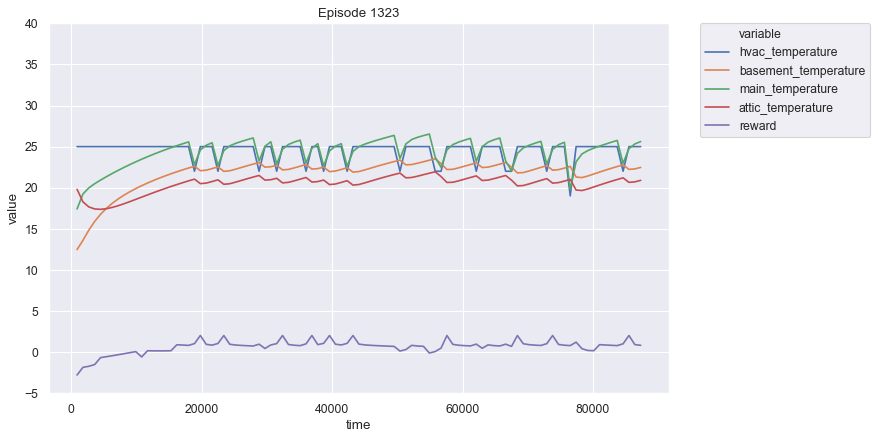 Episode 1323
40
35
30
25
20
15
10
5
0
−5
value
0 20000 40000 60000 80000
time
variable
hvac_temperature
basement_temperature
main_temperature
attic_temperature
reward